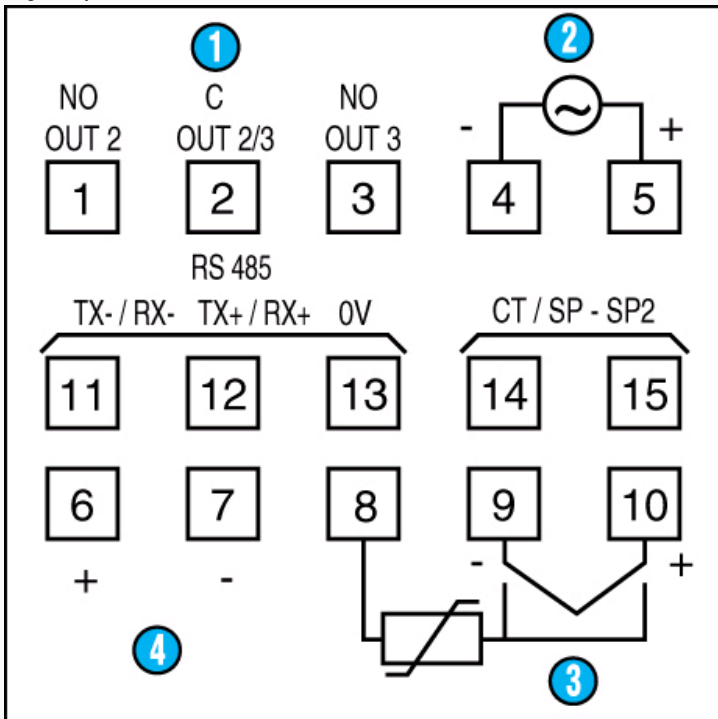 1 2
NO C NO
OUT 2 OUT 2/3 OUT 3 - ~ +
1 2 3 4 5
RS 485
TX- / RX- TX+ / RX+ 0V CT / SP - SP2
11 12 13 14 15
6 7 8 9 10
+ - - +
4 3